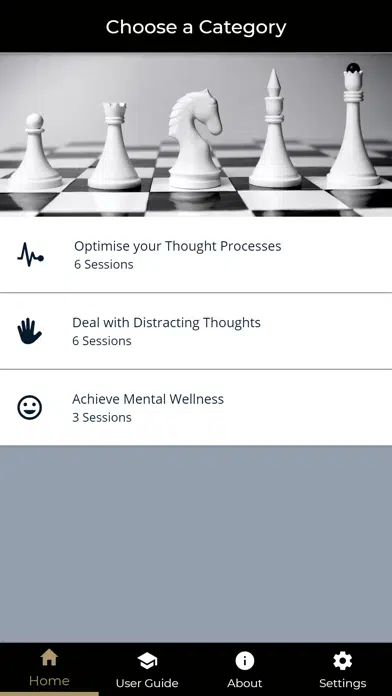 Choose a Category
Optimise your Thought Processes
6 Sessions
Deal with Distracting Thoughts
6 Sessions
Achieve Mental Wellness
3 Sessions
Home
User Guide
About
Settings